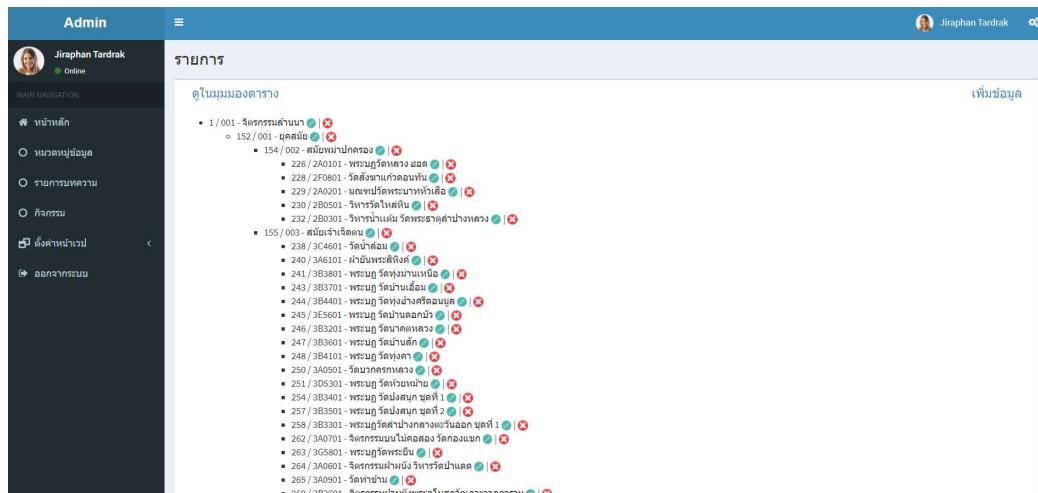 Admin
Jiraphan Tardrak
Jiraphan Tardrak
Online
รายการ
MAIN NAVIGATION
ดูในมุมมองตาราง
เพิ่มข้อมูล
หน้าหลัก
หมวดหมู่ข้อมูล
รายการบทความ
กิจกรรม
ตั้งค่าหน้าเวป
ออกจากระบบ
1 / 001 - จิตรกรรมล้านนา |
152 / 001 - ยุคสมัย |
154 / 002 - สมัยพม่าปกครอง |
226 / 2A0101 - พระบฏวัดหลวง ฮอด |
228 / 2F0801 - วัดสังฆาแก้วดอนทัน |
229 / 2A0201 - มณฑปวัดพระบาทหัวเสือ |
230 / 2B0501 - วิหารวัดไหล่หิน |
232 / 2B0301 - วิหารน้ำแต้ม วัดพระธาตุลำปางหลวง |
155 / 003 - สมัยเจ้าเจ็ดตน |
238 / 3C4601 - วัดน้ำล้อม |
240 / 3A6101 - ผ้ายันพระสิหิงค์ |
241 / 3B3801 - พระบฏ วัดทุ่งม่านเหนือ |
243 / 3B3701 - พระบฏ วัดบ้านเอื้อม |
244 / 3B4401 - พระบฏ วัดทุ่งฮ้างศรีดอนมูล |
245 / 3E5601 - พระบฏ วัดบ้านดอกบัว |
246 / 3B3201 - พระบฏ วัดนาคตหลวง |
247 / 3B3601 - พระบฏ วัดบ้านสัก |
248 / 3B4101 - พระบฏ วัดทุ่งคา |
250 / 3A0501 - วัดบวกครกหลวง |
251 / 3D5301 - พระบฏ วัดห้วยหม้าย |
254 / 3B3401 - พระบฏ วัดปงสนุก ชุดที่ 1 |
257 / 3B3501 - พระบฏ วัดปงสนุก ชุดที่ 2 |
258 / 3B3301 - พระบฏวัดลำปางกลางตะวันออก ชุดที่ 1 |
262 / 3A0701 - จิตรกรรมบนไม้คอสอง วัดกองแขก |
263 / 3G5801 - พระบฏวัดพระยืน |
264 / 3A0601 - จิตรกรรมฝาผนัง วิหารวัดป่าแดด |
265 / 3A0901 - วัดท่าข้าม |